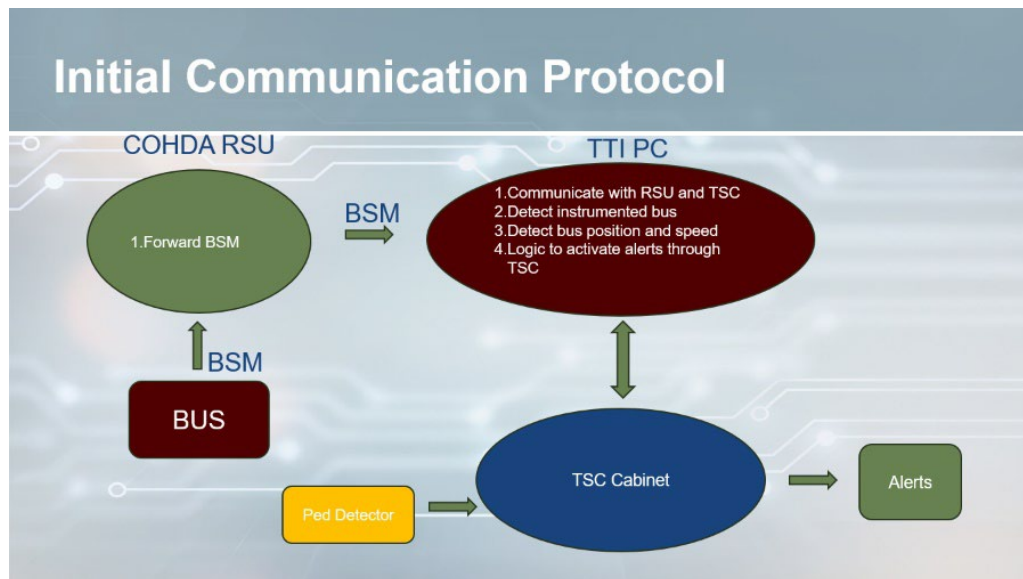 Initial Communication Protocol
COHDA RSU
TTI PC
1.Forward BSM
BSM
1.Communicate with RSU and TSC
2.Detect instrumented bus
3.Detect bus position and speed
4.Logic to activate alerts through
TSC
BSM
BUS
TSC Cabinet
Alerts
Ped Detector